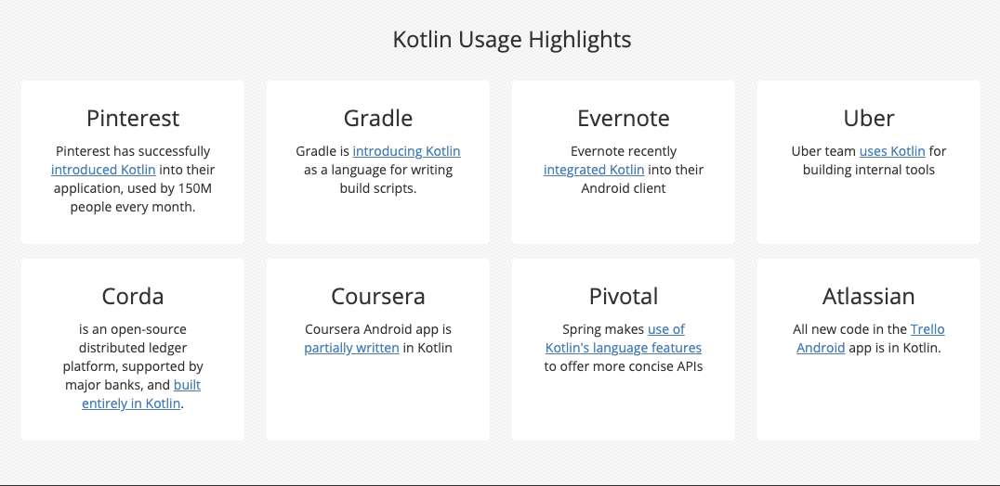 Kotlin Usage Highlights
Pinterest
Pinterest has successfully
introduced Kotlin into their
application, used by 150M
people every month.
Gradle
Gradle is introducing Kotlin
as a language for writing
build scripts.
Evernote
Evernote recently
integrated Kotlin into their
Android client
Uber
Uber team uses Kotlin for
building internal tools
Corda
is an open-source
distributed ledger
platform, supported by
major banks, and built
entirely in Kotlin.
Coursera
Coursera Android app is
partially written in Kotlin
Pivotal
Spring makes use of
Kotlin's language features
to offer more concise APIs
Atlassian
All new code in the Trello
Android app is in Kotlin.